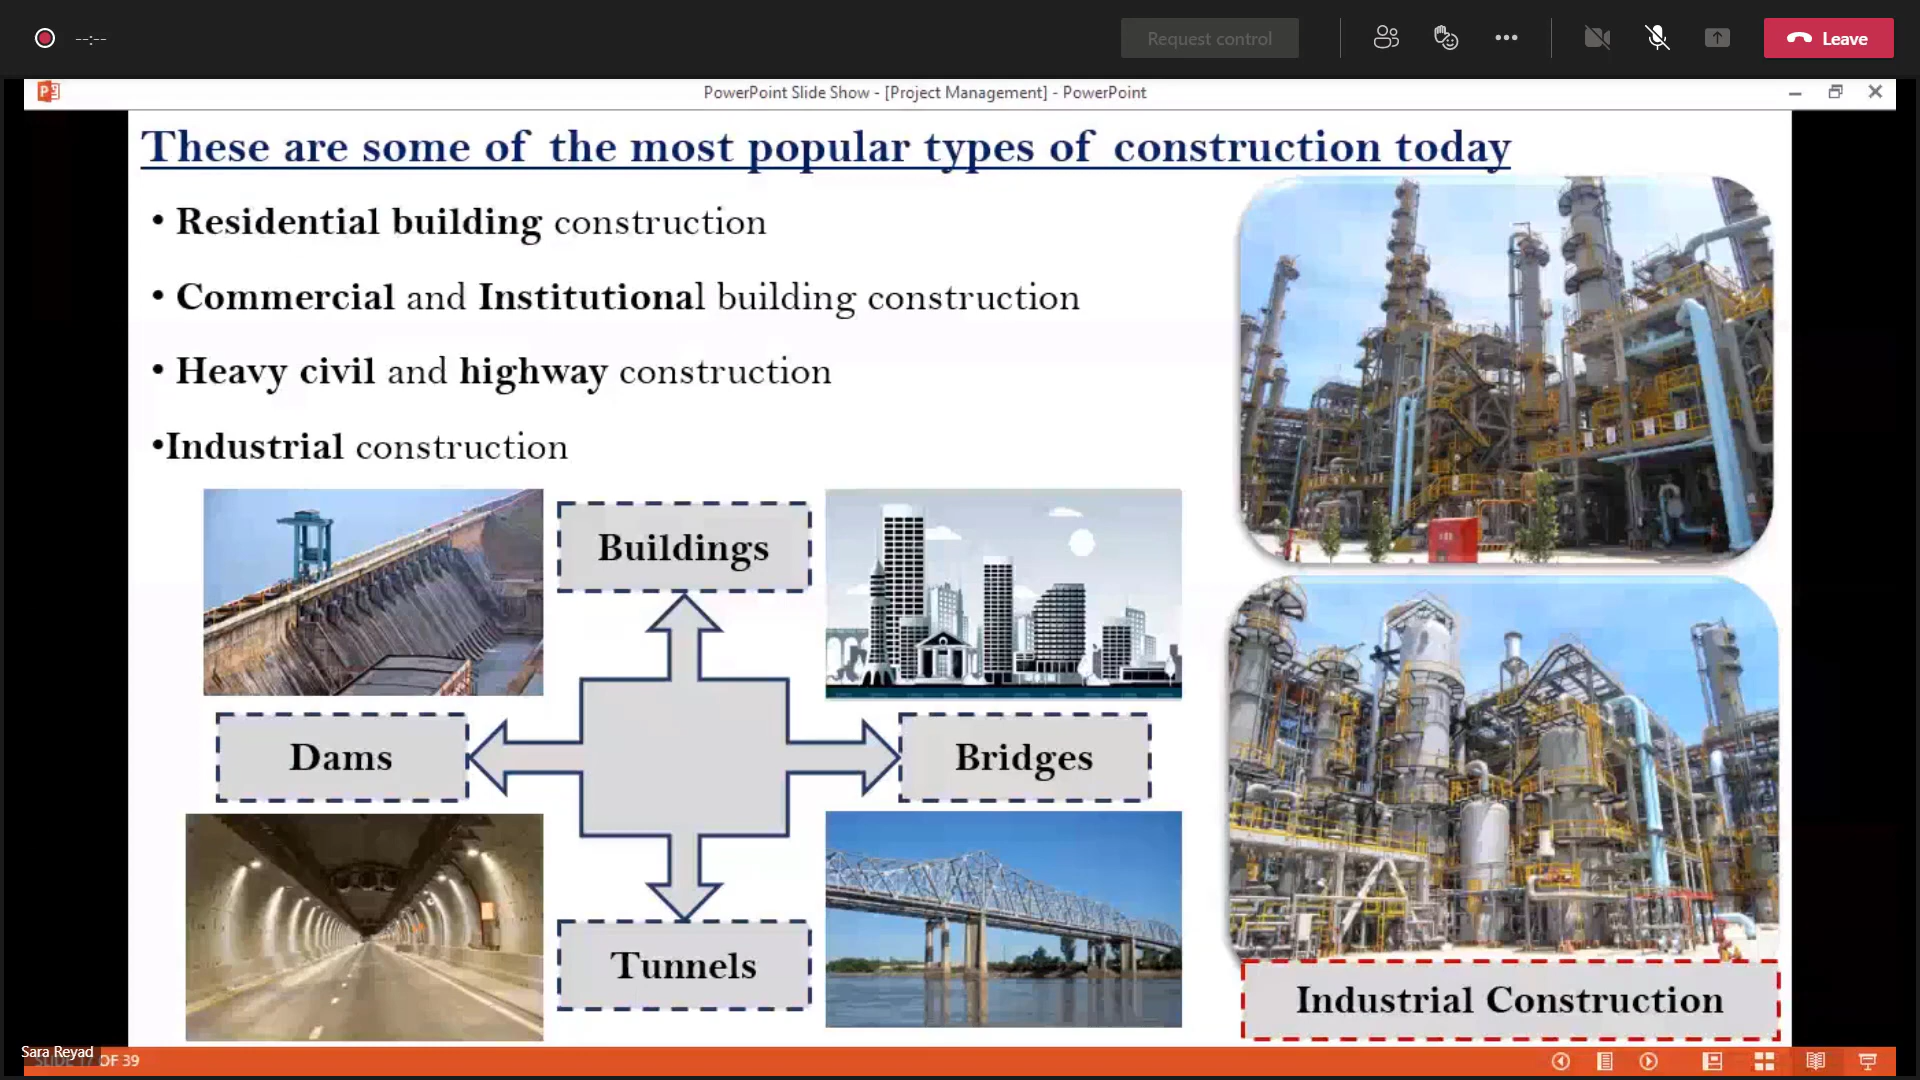 --:--
Request control
Leave
PowerPoint Slide Show - [Project Management] - PowerPoint
These are some of the most popular types of construction today
• Residential building construction
• Commercial and Institutional building construction
• Heavy civil and highway construction
•Industrial construction
Buildings
Dams
Bridges
Tunnels
Industrial Construction
Sara Reyad
OF 39